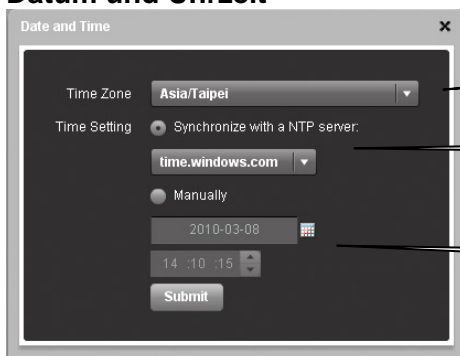 Datum und Uhrzeit
Date and Time
Time Zone Asia/Taipei
Time Setting Synchronize with a NTP server:
time.windows.com
Manually
2010-03-08
14 :10 :15
Submit